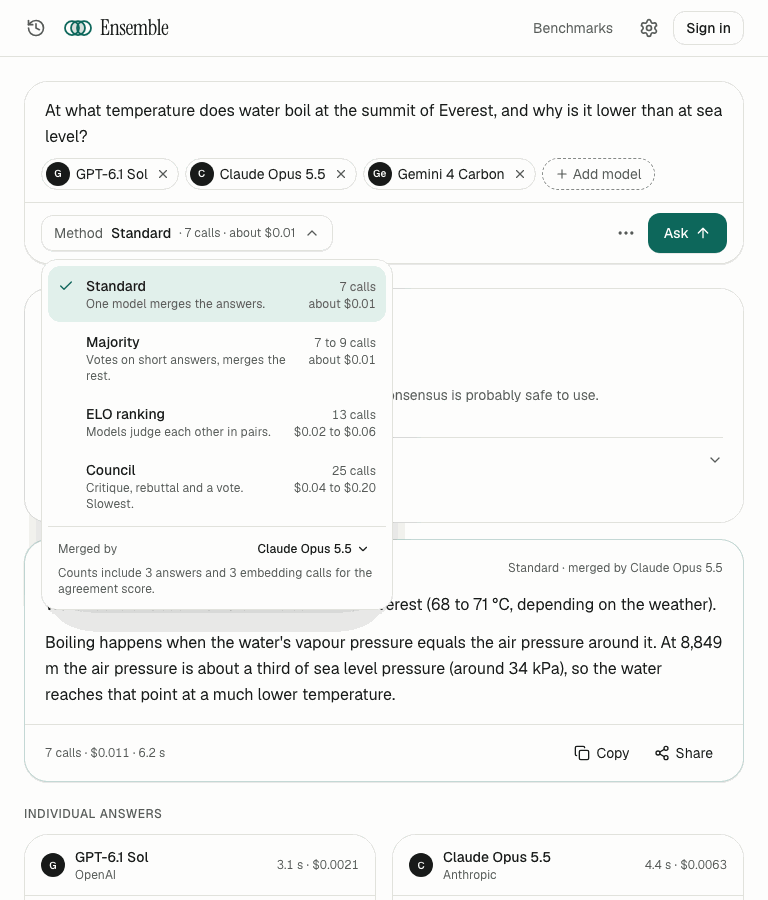 Ensemble
Benchmarks
Sign in
At what temperature does water boil at the summit of Everest, and why is it lower than at sea
level?
G GPT-6.1 Sol
C Claude Opus 5.5
Ge Gemini 4 Carbon
Add model
Method Standard · 7 calls · about $0.01
Ask
Standard 7 calls
One model merges the answers. about $0.01
Majority 7 to 9 calls
Votes on short answers, merges the about $0.01
rest.
ELO ranking 13 calls
Models judge each other in pairs. $0.02 to $0.06
Council 25 calls
Critique, rebuttal and a vote. $0.04 to $0.20
Slowest.
Merged by Claude Opus 5.5
Counts include 3 answers and 3 embedding calls for the
agreement score.
onsensus is probably safe to use.
Standard · merged by Claude Opus 5.5
erest (68 to 71 °C, depending on the weather).
Boiling happens when the water's vapour pressure equals the air pressure around it. At 8,849
m the air pressure is about a third of sea level pressure (around 34 kPa), so the water
reaches that point at a much lower temperature.
7 calls · $0.011 · 6.2 s
Copy
Share
INDIVIDUAL ANSWERS
G GPT-6.1 Sol
OpenAI
3.1 s · $0.0021
C Claude Opus 5.5
Anthropic
4.4 s · $0.0063